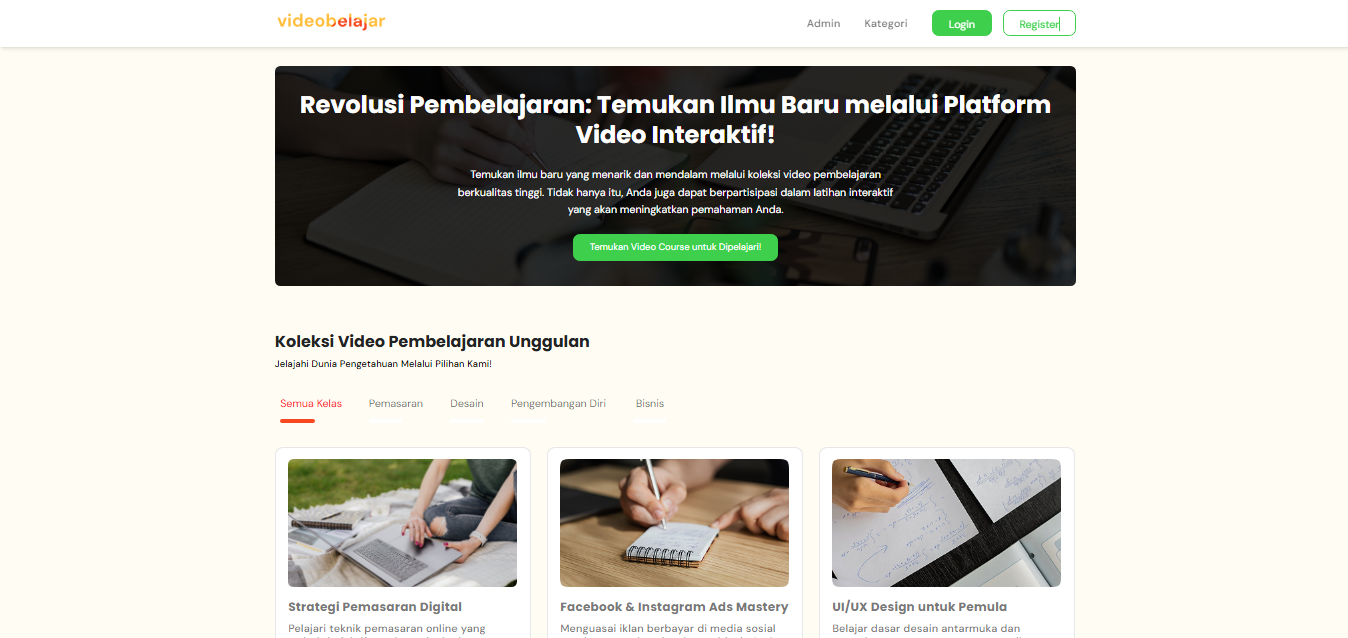 videobelajar
Admin
Kategori
Login
Register
Revolusi Pembelajaran: Temukan Ilmu Baru melalui Platform
Video Interaktif!
Temukan ilmu baru yang menarik dan mendalam melalui koleksi video pembelajaran
berkualitas tinggi. Tidak hanya itu, Anda juga dapat berpartisipasi dalam latihan interaktif
yang akan meningkatkan pemahaman Anda.
Temukan Video Course untuk Dipelajari!
Koleksi Video Pembelajaran Unggulan
Jelajahi Dunia Pengetahuan Melalui Pilihan Kami!
Semua Kelas
Pemasaran
Desain
Pengembangan Diri
Bisnis
Strategi Pemasaran Digital
Pelajari teknik pemasaran online yang
Facebook & Instagram Ads Mastery
Menguasai iklan berbayar di media sosial
UI/UX Design untuk Pemula
Belajar dasar desain antarmuka dan